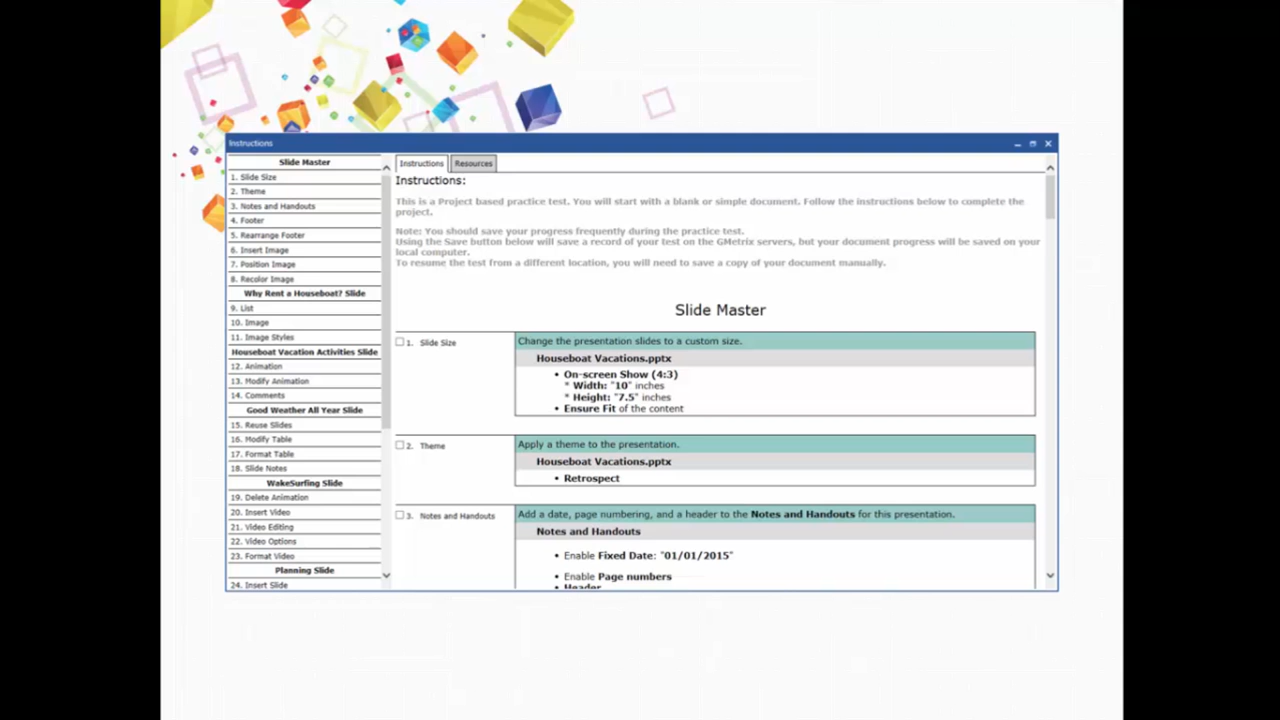 Instructions
Slide Master
1. Slide Size
2. Theme
3. Notes and Handouts
4. Footer
5. Rearrange Footer
6. Insert Image
7. Position Image
8. Recolor Image
Why Rent a Houseboat? Slide
9. List
10. Image
11. Image Styles
Houseboat Vacation Activities Slide
12. Animation
13. Modify Animation
14. Comments
Good Weather All Year Slide
15. Reuse Slides
16. Modify Table
17. Format Table
18. Slide Notes
WakeSurfing Slide
19. Delete Animation
20. Insert Video
21. Video Editing
22. Video Options
23. Format Video
Planning Slide
24. Insert Slide
Instructions Resources
Instructions:
This is a Project based practice test. You will start with a blank or simple document. Follow the instructions below to complete the
project.
Note: You should save your progress frequently during the practice test.
Using the Save button below will save a record of your test on the GMetrix servers, but your document progress will be saved on your
local computer.
To resume the test from a different location, you will need to save a copy of your document manually.
Slide Master
1. Slide Size
Change the presentation slides to a custom size.
Houseboat Vacations.pptx
• On-screen Show (4:3)
* Width: "10" inches
* Height: "7.5" inches
• Ensure Fit of the content
2. Theme
Apply a theme to the presentation.
Houseboat Vacations.pptx
• Retrospect
3. Notes and Handouts
Add a date, page numbering, and a header to the Notes and Handouts for this presentation.
Notes and Handouts
• Enable Fixed Date: "01/01/2015"
• Enable Page numbers
• Header